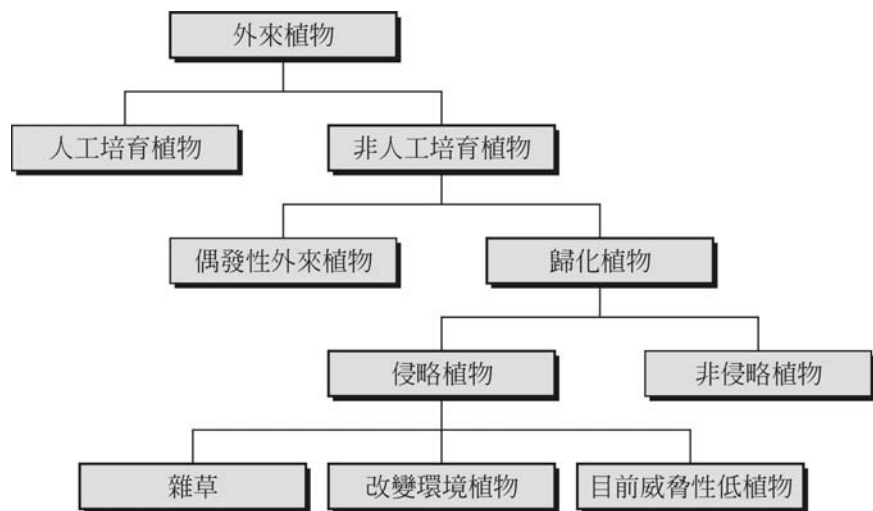 外來植物
人工培育植物
非人工培育植物
偶發性外來植物
歸化植物
侵略植物
非侵略植物
雜草
改變環境植物
目前威脅性低植物